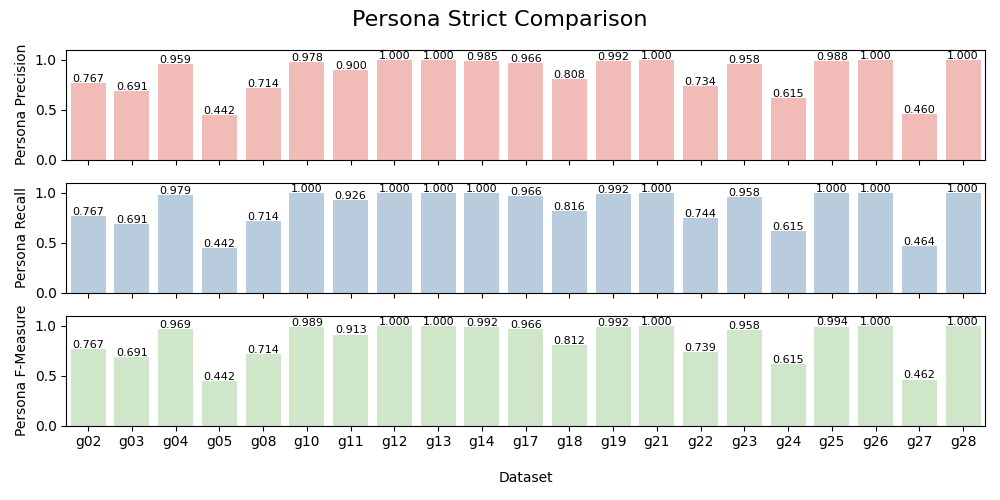 Persona Strict Comparison
Persona Precision
1.0
0.5
0.0
0.767 0.691 0.959 0.442 0.714 0.978 0.900 1.000 1.000 0.985 0.966 0.808 0.992 1.000 0.734 0.958 0.615 0.988 1.000 0.460 1.000
Persona Recall
1.0
0.5
0.0
0.767 0.691 0.979 0.442 0.714 1.000 0.926 1.000 1.000 1.000 0.966 0.816 0.992 1.000 0.744 0.958 0.615 1.000 1.000 0.464 1.000
Persona F-Measure
1.0
0.5
0.0
0.767 0.691 0.969 0.442 0.714 0.989 0.913 1.000 1.000 0.992 0.966 0.812 0.992 1.000 0.739 0.958 0.615 0.994 1.000 0.462 1.000
g02 g03 g04 g05 g08 g10 g11 g12 g13 g14 g17 g18 g19 g21 g22 g23 g24 g25 g26 g27 g28
Dataset